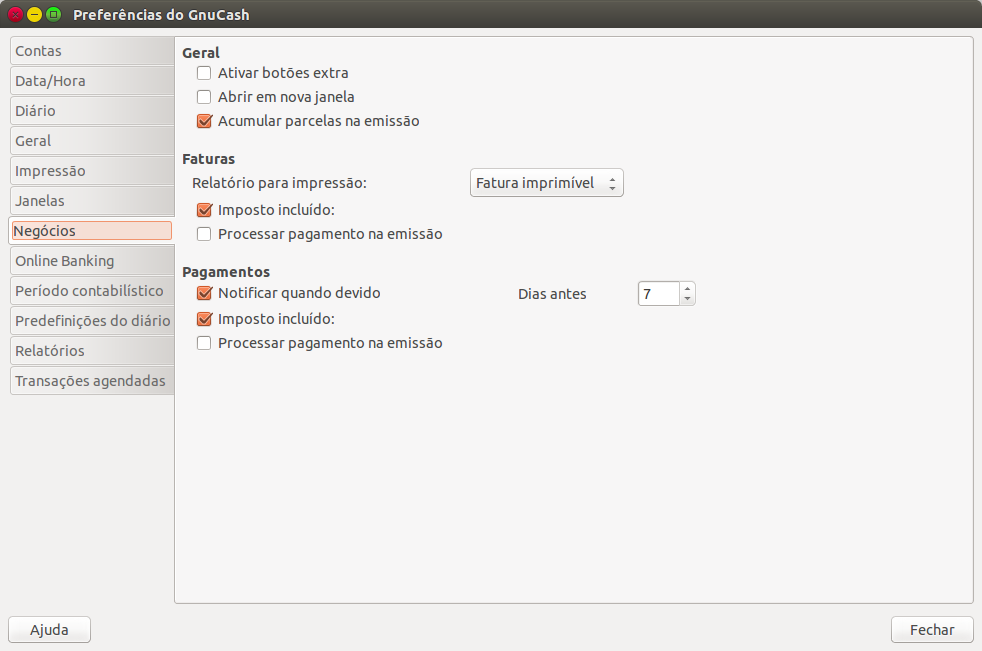 Preferências do GnuCash
Contas
Data/Hora
Diário
Geral
Impressão
Janelas
Negócios
Online Banking
Período contabilístico
Predefinições do diário
Relatórios
Transações agendadas
Geral
Ativar botões extra
Abrir em nova janela
Acumular parcelas na emissão
Faturas
Relatório para impressão: Fatura imprimível
Imposto incluído:
Processar pagamento na emissão
Pagamentos
Notificar quando devido Dias antes 7
Imposto incluído:
Processar pagamento na emissão
Ajuda Fechar